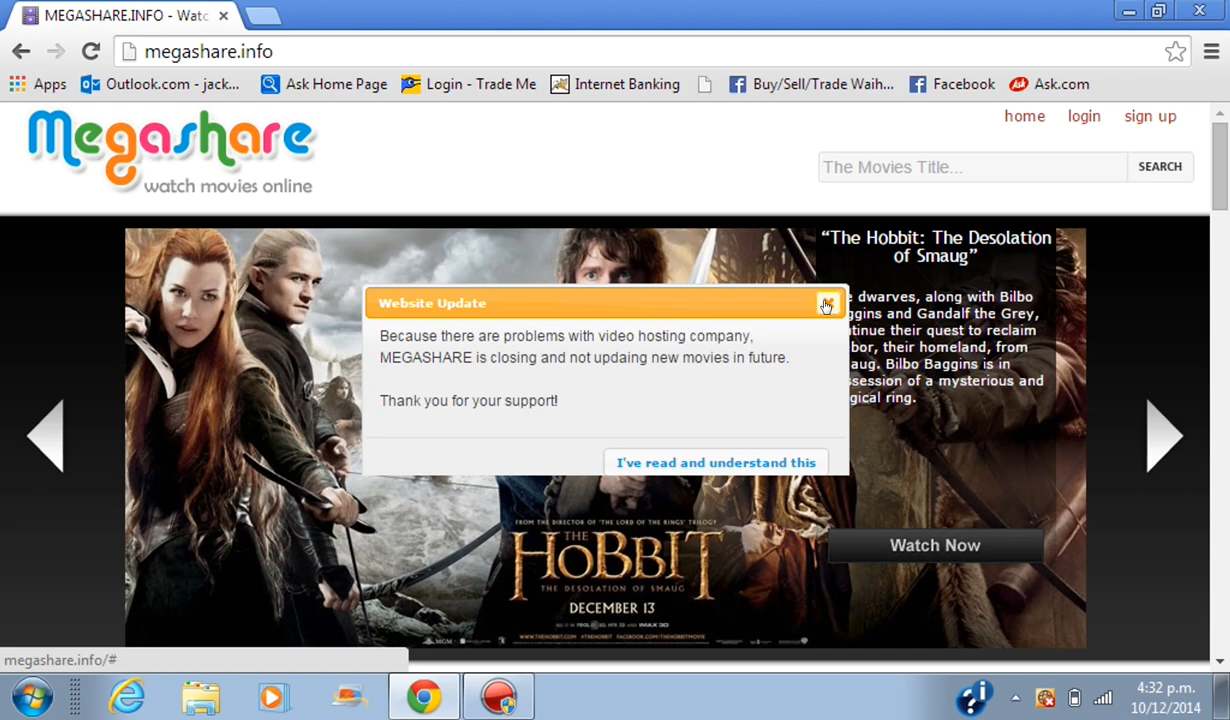 MEGASHARE.INFO - Watc
megashare.info
Apps Outlook.com - jack... Ask Home Page Login - Trade Me Internet Banking Buy/Sell/Trade Waih... Facebook Ask Ask.com
Megashare
watch movies online
home login sign up
The Movies Title... SEARCH
“The Hobbit: The Desolation
of Smaug”
dwarves, along with Bilbo
ggins and Gandalf the Grey,
tinue their quest to reclaim
bor, their homeland, from
aug. Bilbo Baggins is in
ssession of a mysterious and
gical ring.
Website Update
Because there are problems with video hosting company,
MEGASHARE is closing and not updaing new movies in future.
Thank you for your support!
I've read and understand this
Watch Now
FROM THE DIRECTOR OF "THE LORD OF THE RINGS" TRILOGY
THE
HOBBIT
THE DESOLATION OF SMAUG
DECEMBER 13
megashare.info/#
4:32 p.m.
10/12/2014